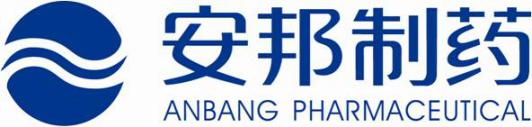 安邦制药
ANBANG PHARMACEUTICAL